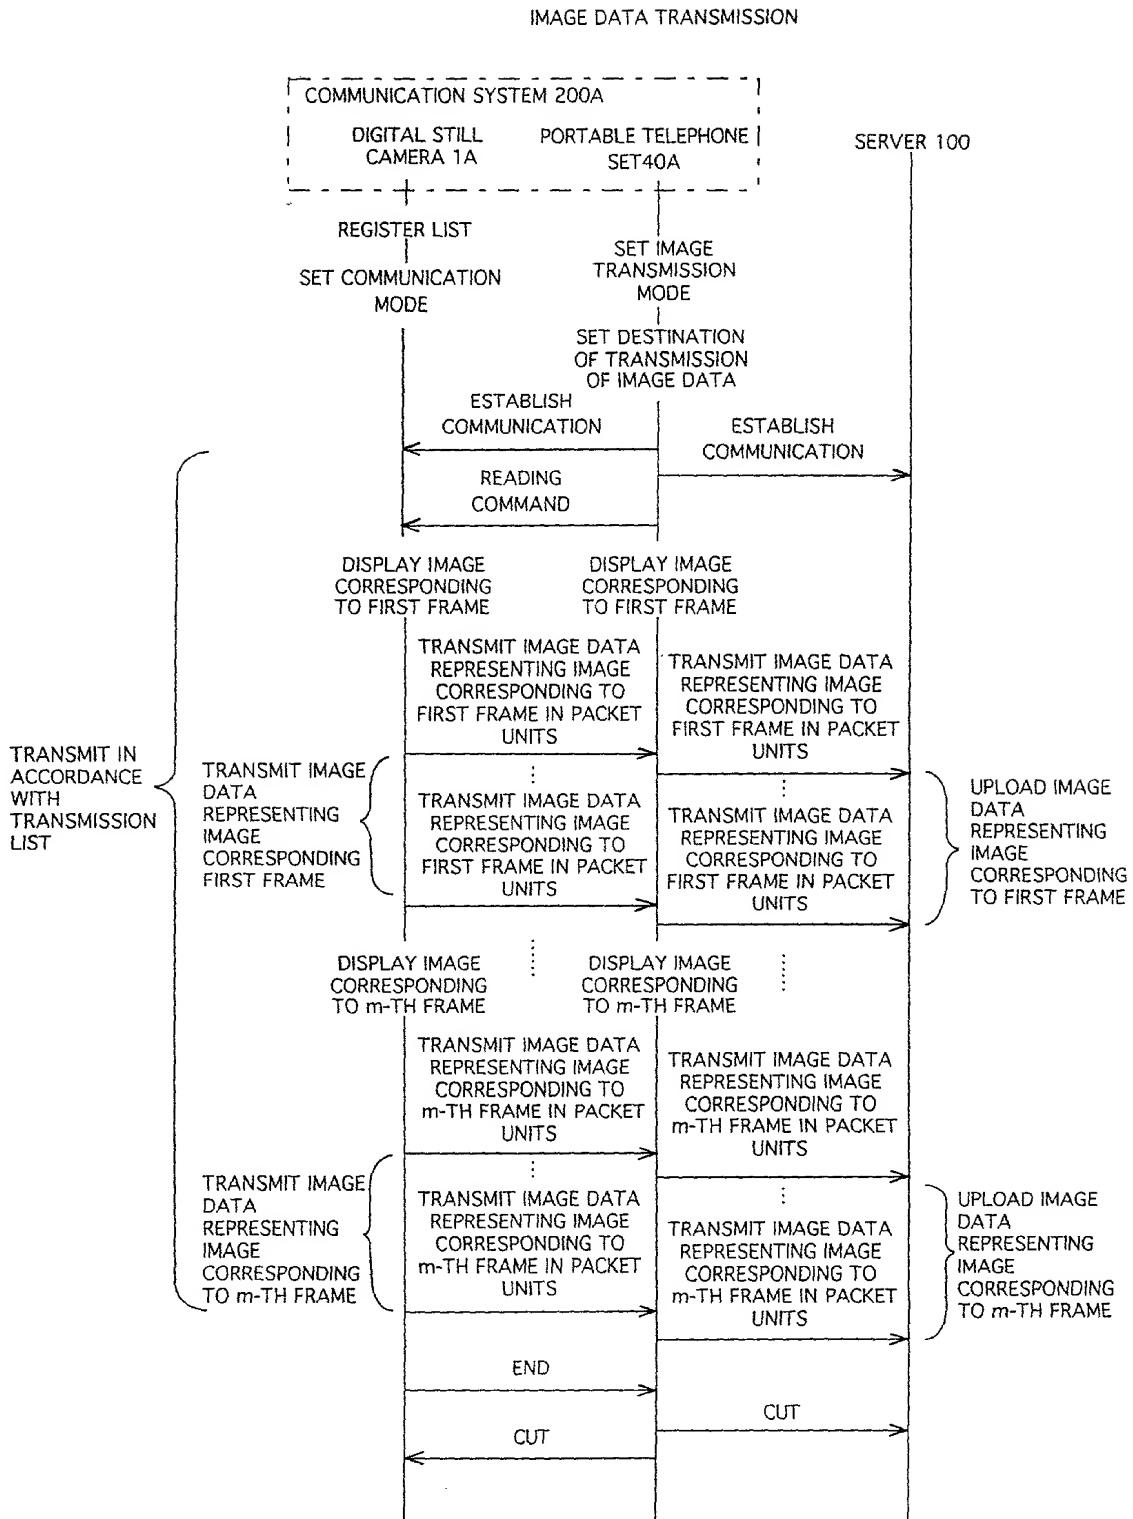 IMAGE DATA TRANSMISSION
COMMUNICATION SYSTEM 200A
DIGITAL STILL
CAMERA 1A
PORTABLE TELEPHONE
SET40A
SERVER 100
REGISTER LIST
SET COMMUNICATION
MODE
SET IMAGE
TRANSMISSION
MODE
SET DESTINATION
OF TRANSMISSION
OF IMAGE DATA
ESTABLISH
COMMUNICATION
ESTABLISH
COMMUNICATION
READING
COMMAND
DISPLAY IMAGE
CORRESPONDING
TO FIRST FRAME
DISPLAY IMAGE
CORRESPONDING
TO FIRST FRAME
TRANSMIT IMAGE DATA
REPRESENTING IMAGE
CORRESPONDING TO
FIRST FRAME IN PACKET
UNITS
TRANSMIT IMAGE DATA
REPRESENTING IMAGE
CORRESPONDING TO
FIRST FRAME IN PACKET
UNITS
TRANSMIT IN
ACCORDANCE
WITH
TRANSMISSION
LIST
TRANSMIT IMAGE
DATA
REPRESENTING
IMAGE
CORRESPONDING
FIRST FRAME
TRANSMIT IMAGE DATA
REPRESENTING IMAGE
CORRESPONDING TO
FIRST FRAME IN PACKET
UNITS
TRANSMIT IMAGE DATA
REPRESENTING IMAGE
CORRESPONDING TO
FIRST FRAME IN PACKET
UNITS
UPLOAD IMAGE
DATA
REPRESENTING
IMAGE
CORRESPONDING
TO FIRST FRAME
DISPLAY IMAGE
CORRESPONDING
TO m-TH FRAME
DISPLAY IMAGE
CORRESPONDING
TO m-TH FRAME
TRANSMIT IMAGE DATA
REPRESENTING IMAGE
CORRESPONDING TO
m-TH FRAME IN PACKET
UNITS
TRANSMIT IMAGE DATA
REPRESENTING IMAGE
CORRESPONDING TO
m-TH FRAME IN PACKET
UNITS
TRANSMIT IMAGE
DATA
REPRESENTING
IMAGE
CORRESPONDING
TO m-TH FRAME
TRANSMIT IMAGE DATA
REPRESENTING IMAGE
CORRESPONDING TO
m-TH FRAME IN PACKET
UNITS
TRANSMIT IMAGE DATA
REPRESENTING IMAGE
CORRESPONDING TO
m-TH FRAME IN PACKET
UNITS
UPLOAD IMAGE
DATA
REPRESENTING
IMAGE
CORRESPONDING
TO m-TH FRAME
END
CUT
CUT